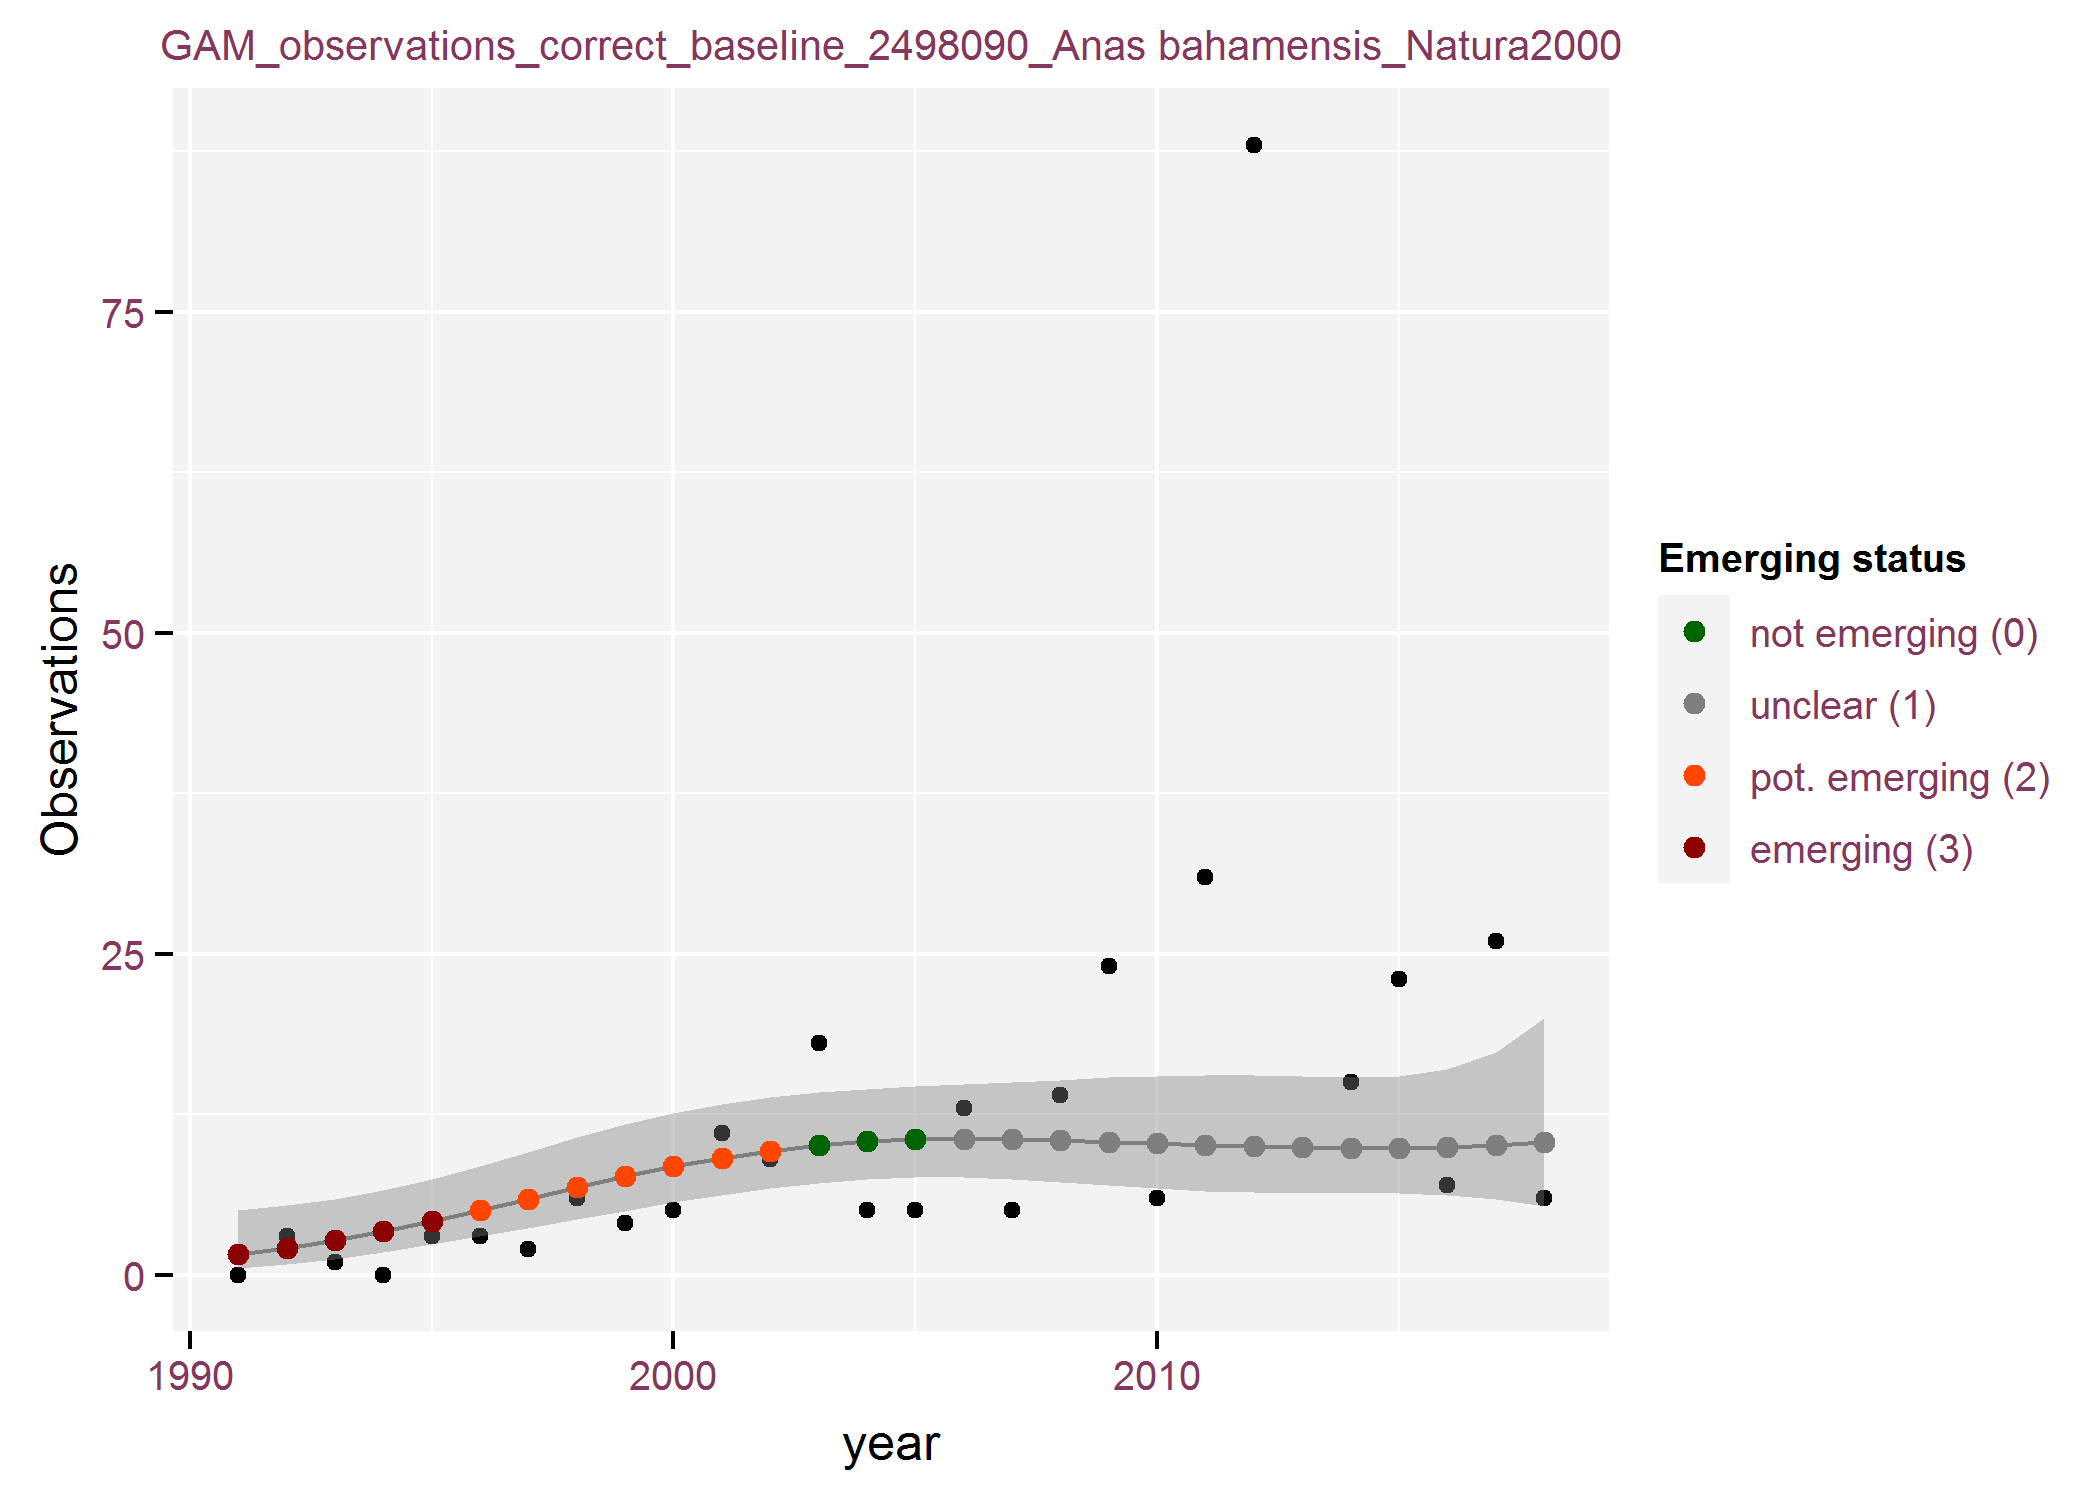 GAM_observations_correct_baseline_2498090_Anas bahamensis_Natura2000
Observations
75
50
25
0
1990
2000
2010
year
Emerging status
not emerging (0)
unclear (1)
pot. emerging (2)
emerging (3)